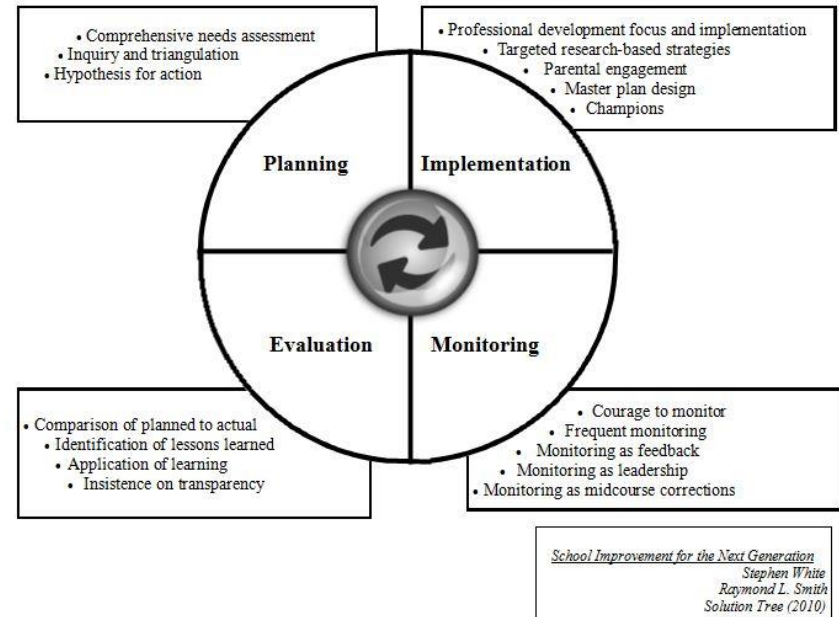 • Comprehensive needs assessment
• Inquiry and triangulation
• Hypothesis for action
• Professional development focus and implementation
• Targeted research-based strategies
• Parental engagement
• Master plan design
• Champions
Planning
Implementation
Evaluation
Monitoring
• Comparison of planned to actual
• Identification of lessons learned
• Application of learning
• Insistence on transparency
• Courage to monitor
• Frequent monitoring
• Monitoring as feedback
• Monitoring as leadership
• Monitoring as midcourse corrections
School Improvement for the Next Generation
Stephen White
Raymond L. Smith
Solution Tree (2010)